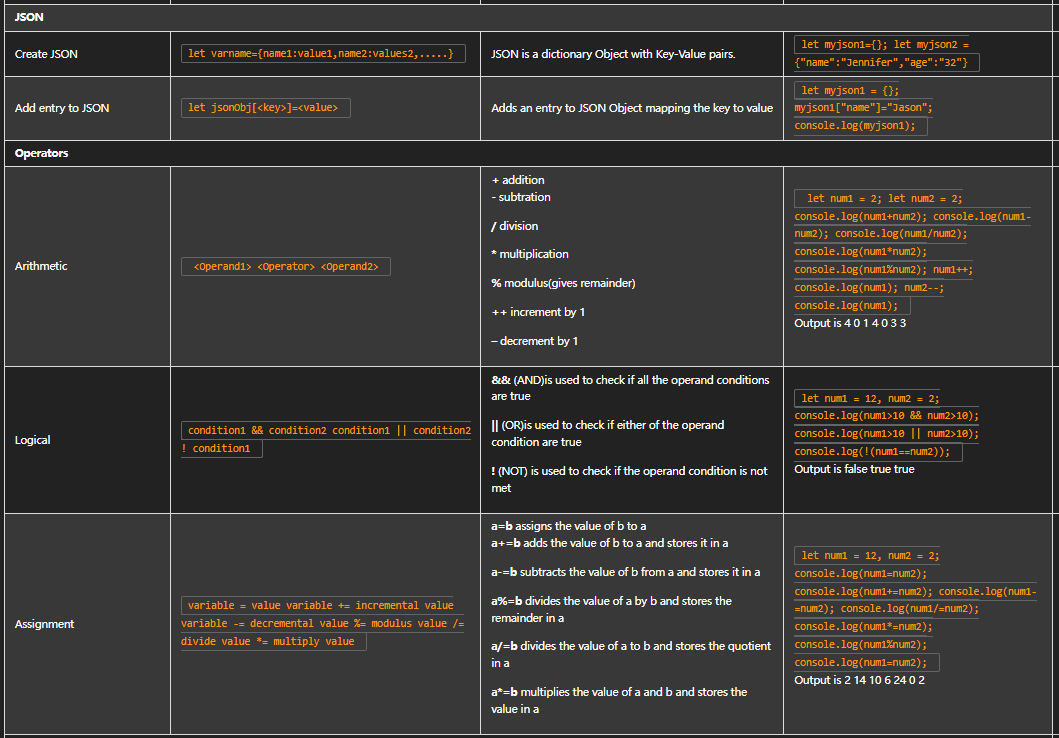 JSON
Create JSON
let varname={name1:value1,name2:values2,.....}
JSON is a dictionary Object with Key-Value pairs.
let myjson1={}; let myjson2 =
{"name":"Jennifer","age":"32"}
Add entry to JSON
let jsonObj[<key>]=<value>
Adds an entry to JSON Object mapping the key to value
let myjson1 = {};
myjson1["name"]="Jason";
console.log(myjson1);
Operators
Arithmetic
<Operand1> <Operator> <Operand2>
+ addition
- subtration
/ division
* multiplication
% modulus(gives remainder)
++ increment by 1
– decrement by 1
let num1 = 2; let num2 = 2;
console.log(num1+num2); console.log(num1-
num2); console.log(num1/num2);
console.log(num1*num2);
console.log(num1%num2); num1++;
console.log(num1); num2--;
console.log(num1);
Output is 4 0 1 4 0 3 3
Logical
condition1 && condition2 condition1 || condition2
! condition1
&& (AND)is used to check if all the operand conditions
are true
|| (OR)is used to check if either of the operand
condition are true
! (NOT) is used to check if the operand condition is not
met
let num1 = 12, num2 = 2;
console.log(num1>10 && num2>10);
console.log(num1>10 || num2>10);
console.log(!(num1==num2));
Output is false true true
Assignment
variable = value variable += incremental value
variable -= decremental value %= modulus value /=
divide value *= multiply value
a=b assigns the value of b to a
a+=b adds the value of b to a and stores it in a
a-=b subtracts the value of b from a and stores it in a
a%=b divides the value of a by b and stores the
remainder in a
a/=b divides the value of a to b and stores the quotient
in a
a*=b multiplies the value of a and b and stores the
value in a
let num1 = 12, num2 = 2;
console.log(num1=num2);
console.log(num1+=num2); console.log(num1-
=num2); console.log(num1/=num2);
console.log(num1*=num2);
console.log(num1%num2);
console.log(num1=num2);
Output is 2 14 10 6 24 0 2